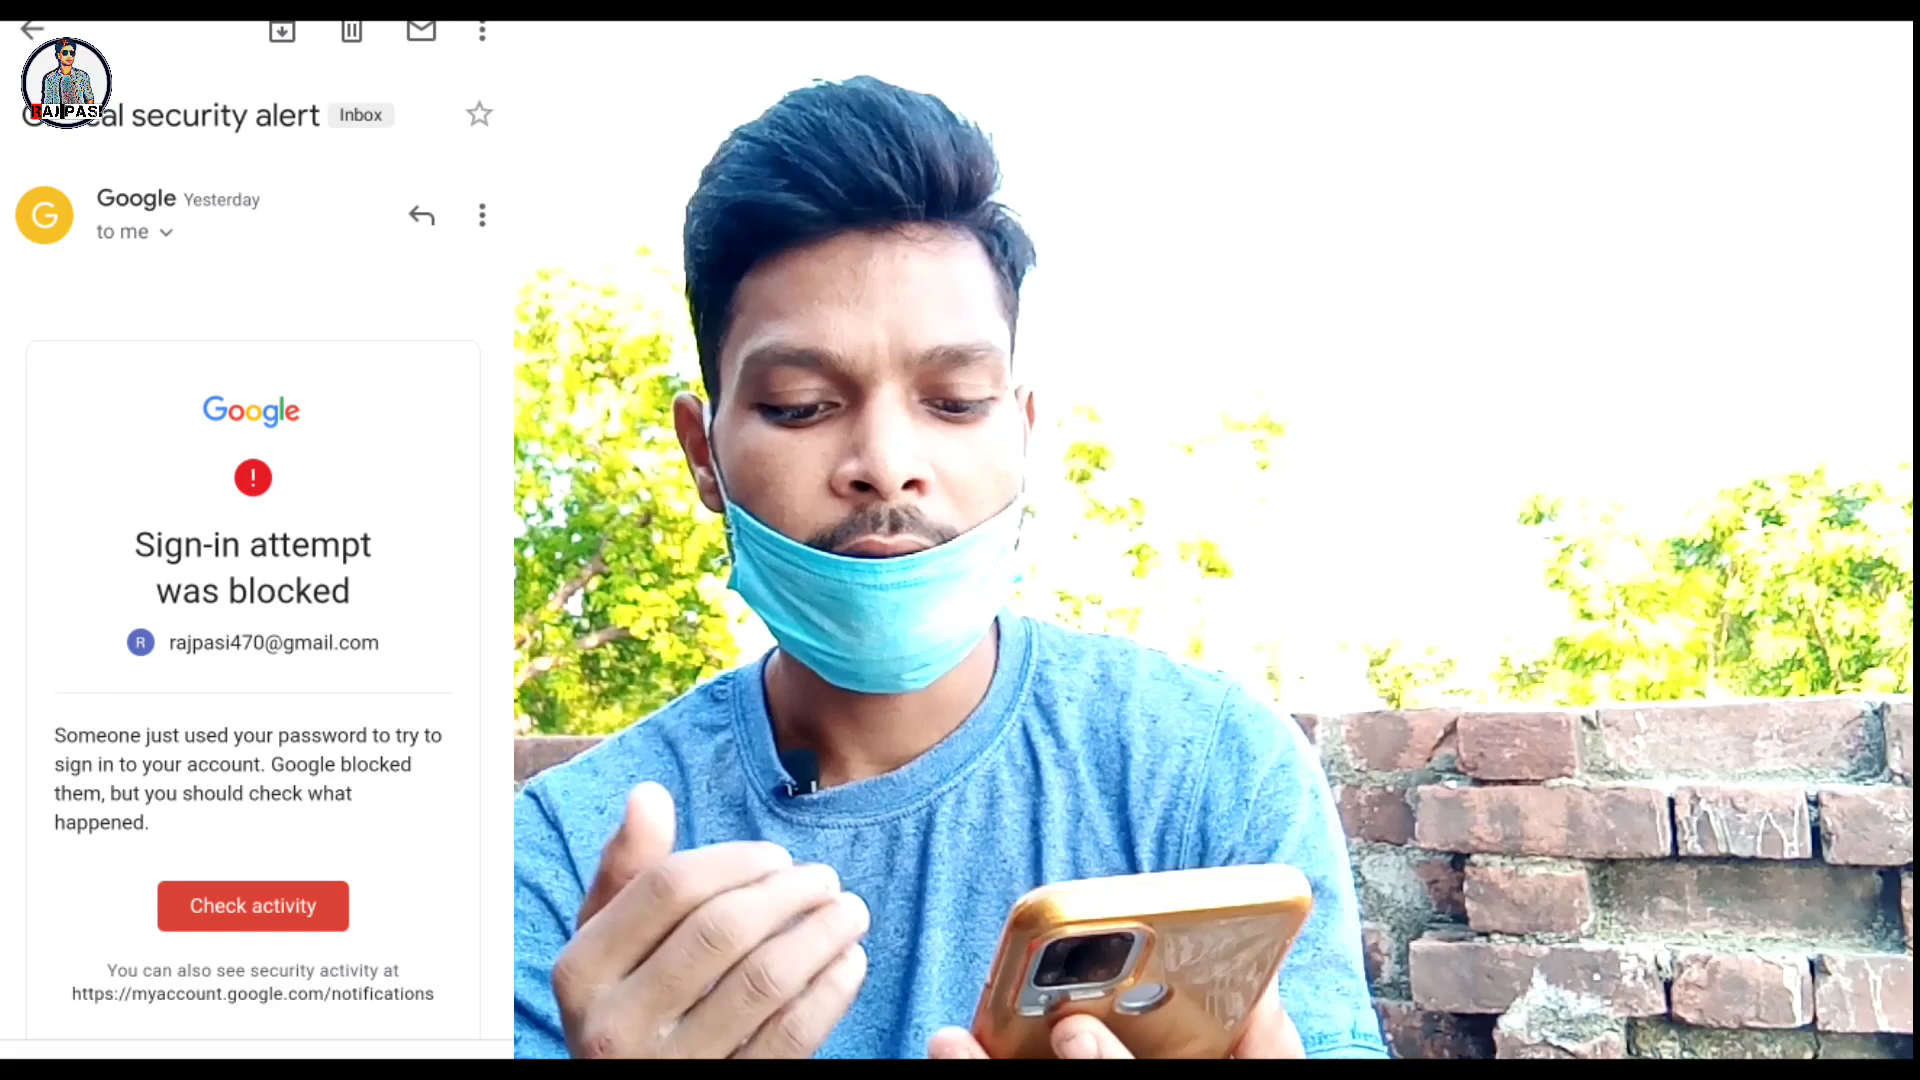 RAJPASI
al security alert Inbox
Google Yesterday
to me
G
Google
!
Sign-in attempt
was blocked
R rajpasi470@gmail.com
Someone just used your password to try to
sign in to your account. Google blocked
them, but you should check what
happened.
Check activity
You can also see security activity at
https://myaccount.google.com/notifications